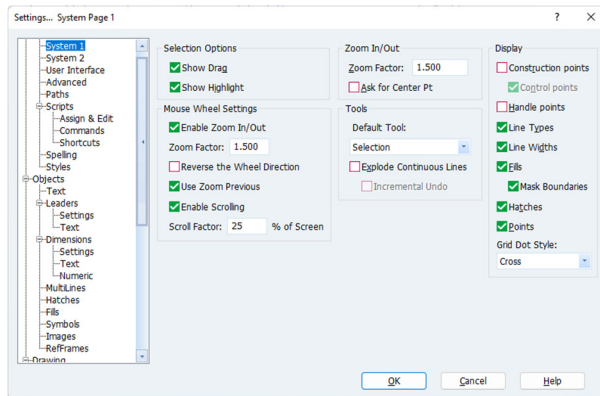 Settings... System Page 1
?
System 1
System 2
User Interface
Advanced
Paths
Scripts
Assign & Edit
Commands
Shortcuts
Spelling
Styles
Objects
Text
Leaders
Settings
Text
Dimensions
Settings
Text
Numeric
MultiLines
Hatches
Fills
Symbols
Images
RefFrames
Drawing
Selection Options
Show Drag
Show Highlight
Mouse Wheel Settings
Enable Zoom In/Out
Zoom Factor: 1.500
Reverse the Wheel Direction
Use Zoom Previous
Enable Scrolling
Scroll Factor: 25 % of Screen
Zoom In/Out
Zoom Factor: 1.500
Ask for Center Pt
Tools
Default Tool:
Selection
Explode Continuous Lines
Incremental Undo
Display
Construction points
Control points
Handle points
Line Types
Line Widths
Fills
Mask Boundaries
Hatches
Points
Grid Dot Style:
Cross
OK Cancel Help